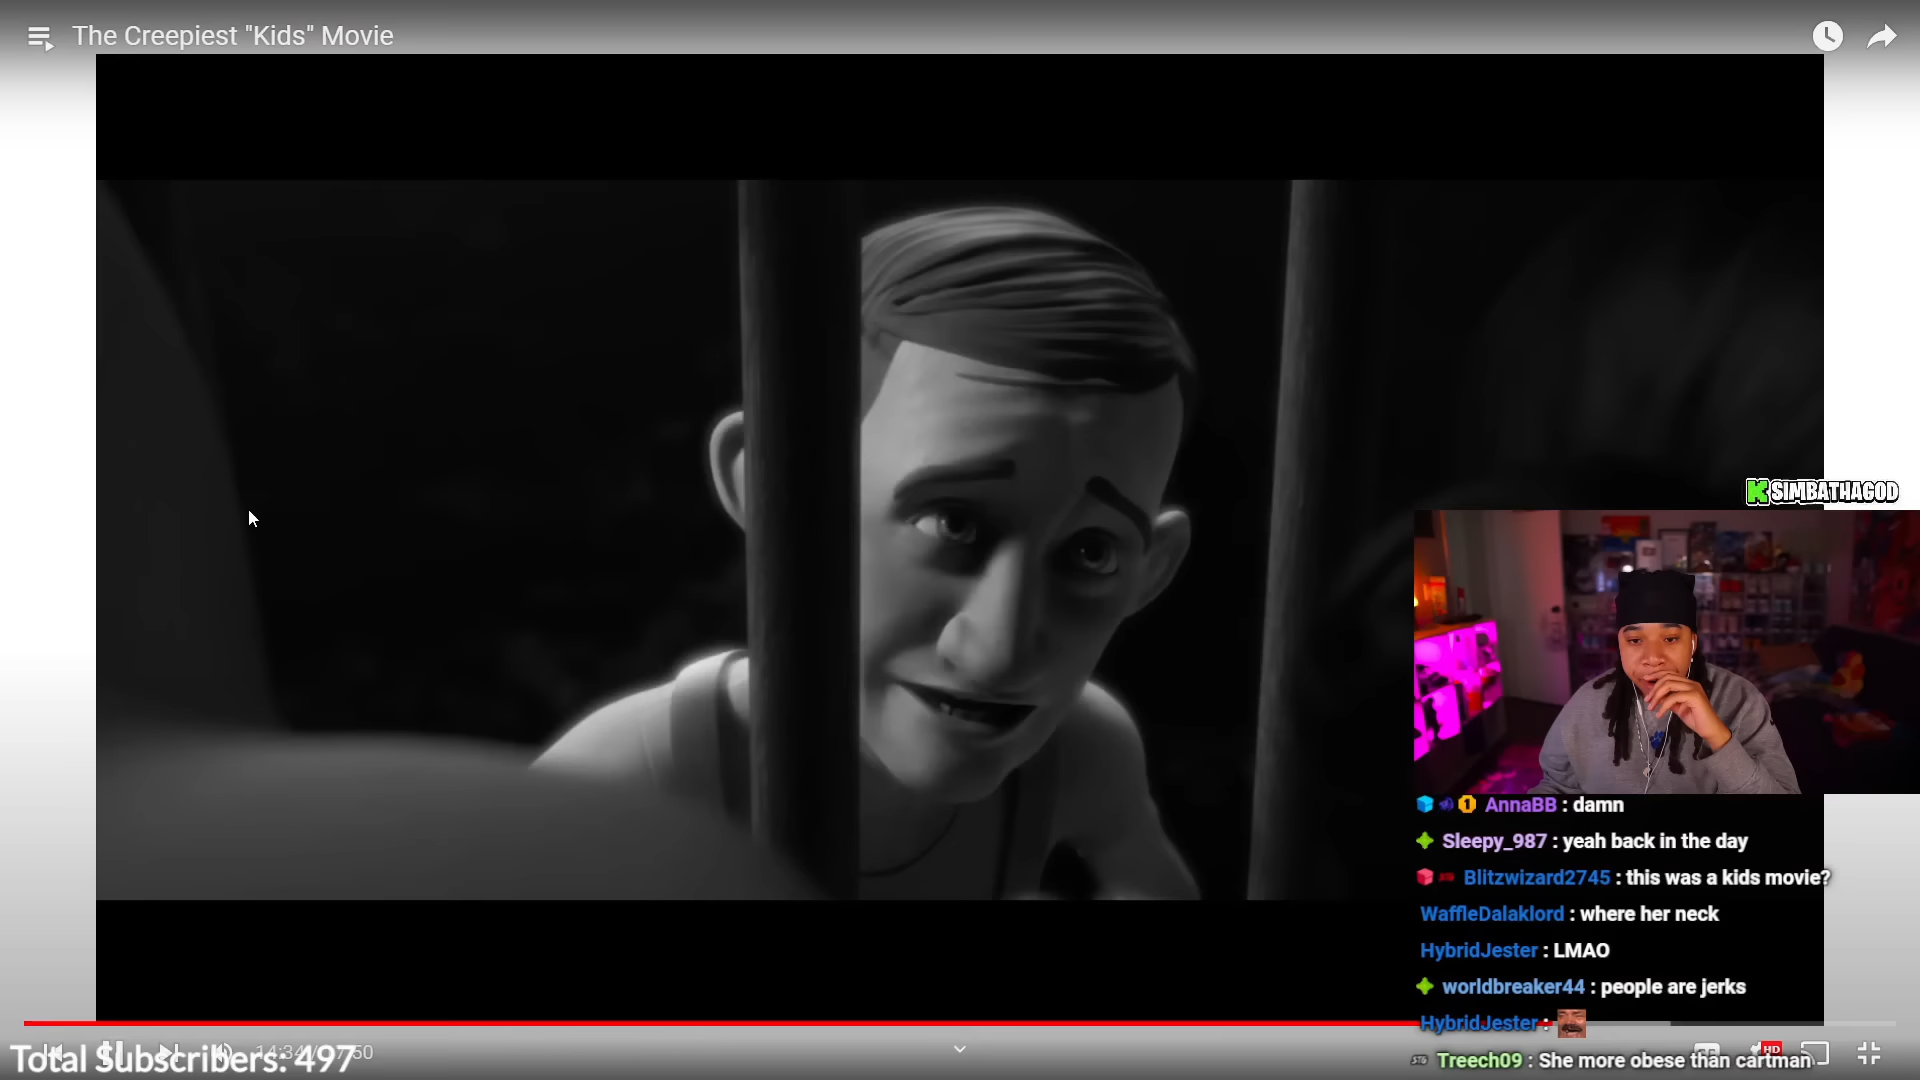 The Creepiest "Kids" Movie
SIMBATHAGOD
AnnaBB : damn
Sleepy_987 : yeah back in the day
Blitzwizard2745 : this was a kids movie?
WaffleDalaklord : where her neck
HybridJester : LMAO
worldbreaker44 : people are jerks
HybridJester :
Treech09 : She more obese than cartman
HD
Total Subscribers: 497